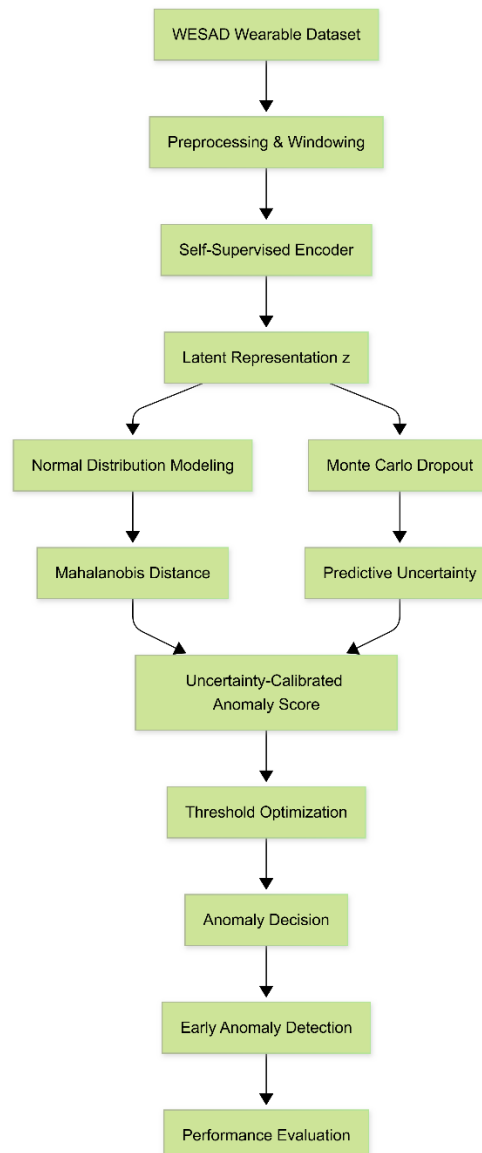 WESAD Wearable Dataset
Preprocessing & Windowing
Self-Supervised Encoder
Latent Representation z
Normal Distribution Modeling
Monte Carlo Dropout
Mahalanobis Distance
Predictive Uncertainty
Uncertainty-Calibrated
Anomaly Score
Threshold Optimization
Anomaly Decision
Early Anomaly Detection
Performance Evaluation